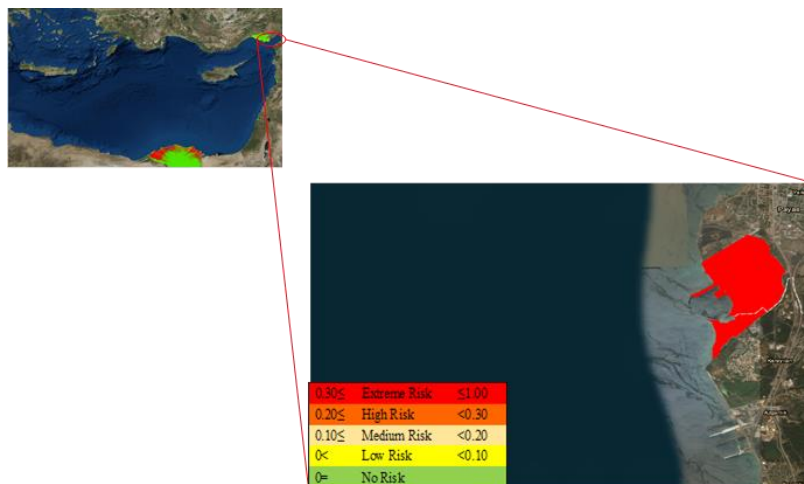 Payas
0.30≤ Extreme Risk ≤1.00
0.20≤ High Risk <0.30
0.10≤ Medium Risk <0.20
0< Low Risk <0.10
0= No Risk